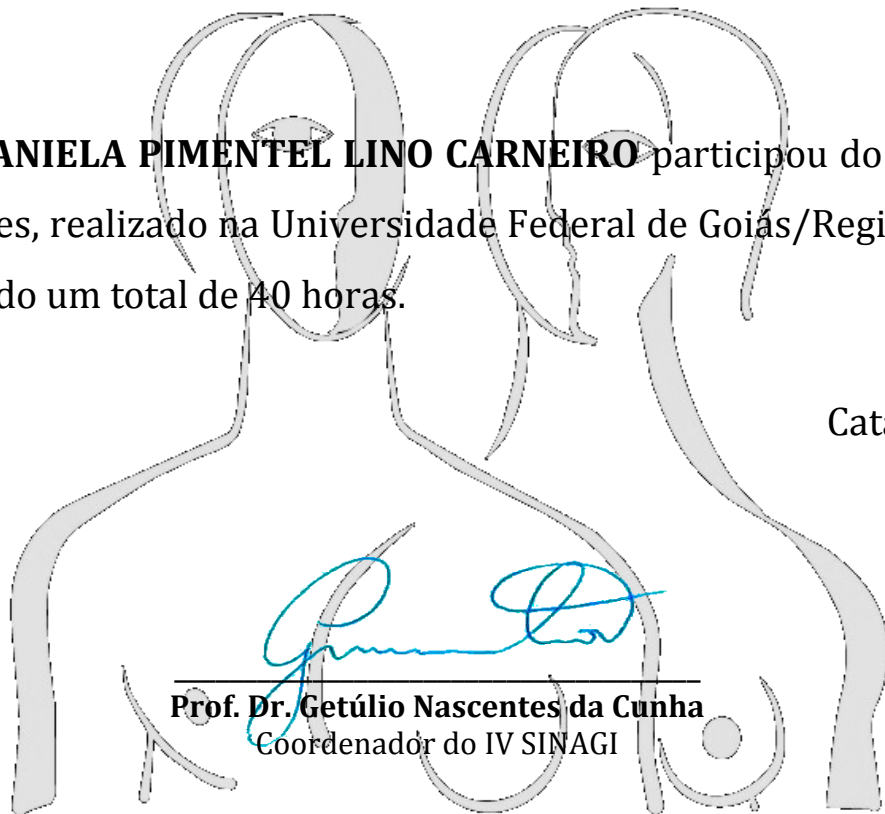 ANIELA PIMENTEL LINO CARNEIRO participou do
es, realizado na Universidade Federal de Goiás/Regi
do um total de 40 horas.
Cata
Prof. Dr. Getúlio Nascentes da Cunha
Coordenador do IV SINAGI